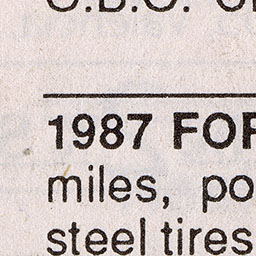 O.B.O.
1987 FOR
miles, po
steel tires